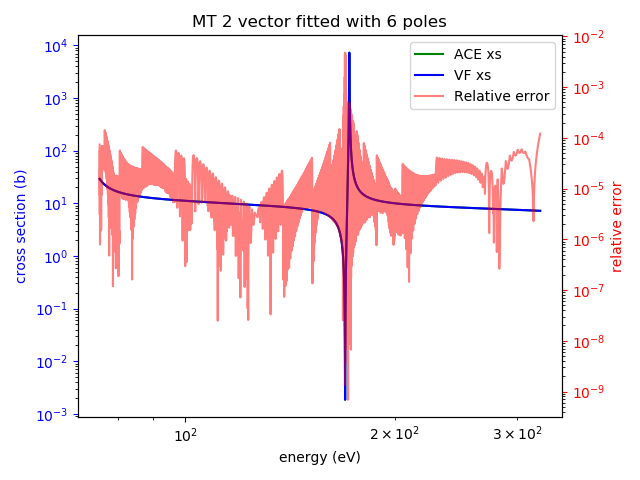 MT 2 vector fitted with 6 poles
ACE xs
VF xs
Relative error
cross section (b)
10⁴
10³
10²
10¹
10⁰
10⁻¹
10⁻²
10⁻³
relative error
10⁻²
10⁻³
10⁻⁴
10⁻⁵
10⁻⁶
10⁻⁷
10⁻⁸
10⁻⁹
10² 2 × 10² 3 × 10²
energy (eV)